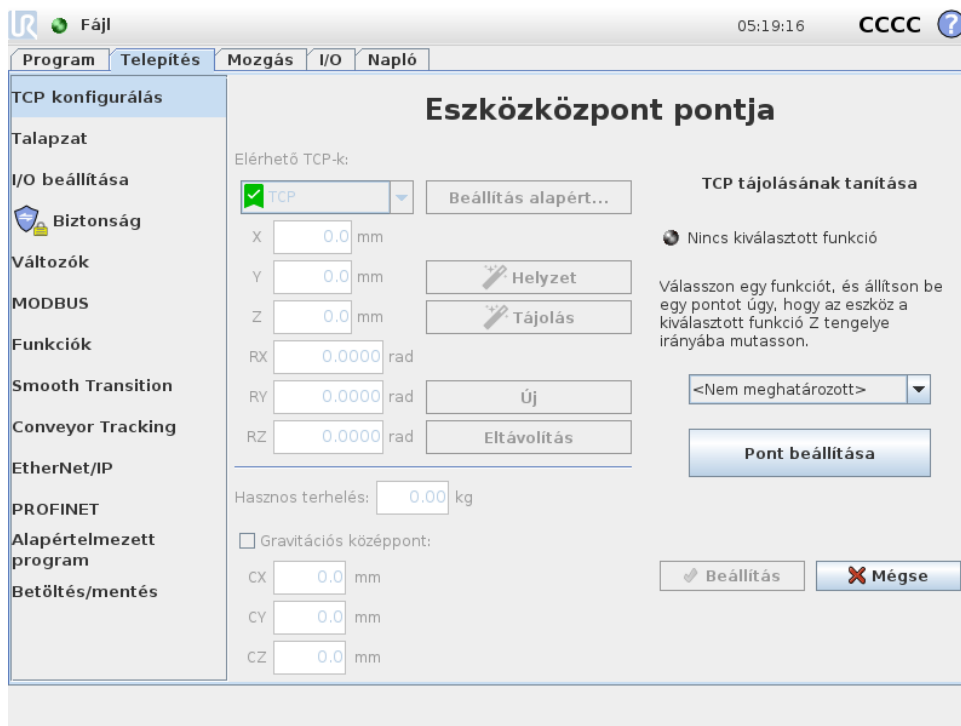 UR Fájl 05:19:16 CCCC ?
Program Telepítés Mozgás I/O Napló
TCP konfigurálás
Talapzat
I/O beállítása
Biztonság
Változók
MODBUS
Funkciók
Smooth Transition
Conveyor Tracking
EtherNet/IP
PROFINET
Alapértelmezett
program
Betöltés/mentés
Eszközközpont pontja
Elérhető TCP-k:
TCP Beállítás alapért...
X 0.0 mm
Y 0.0 mm Helyzet
Z 0.0 mm Tájolás
RX 0.0000 rad
RY 0.0000 rad Új
RZ 0.0000 rad Eltávolítás
Hasznos terhelés: 0.00 kg
Gravitációs középpont:
CX 0.0 mm
CY 0.0 mm
CZ 0.0 mm
TCP tájolásának tanítása
Nincs kiválasztott funkció
Válasszon egy funkciót, és állítson be
egy pontot úgy, hogy az eszköz a
kiválasztott funkció Z tengelye
irányába mutasson.
<Nem meghatározott>
Pont beállítása
Beállítás Mégse